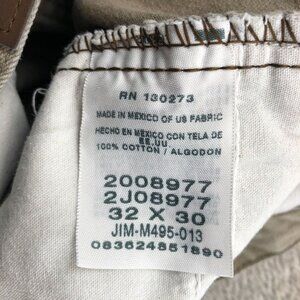 RN 130273
MADE IN MEXICO OF US FABRIC
HECHO EN MEXICO CON TELA DE
EE.UU.
100% COTTON / ALGODON
2008977
2J08977
32 X 30
JIM-M495-013
083624851890